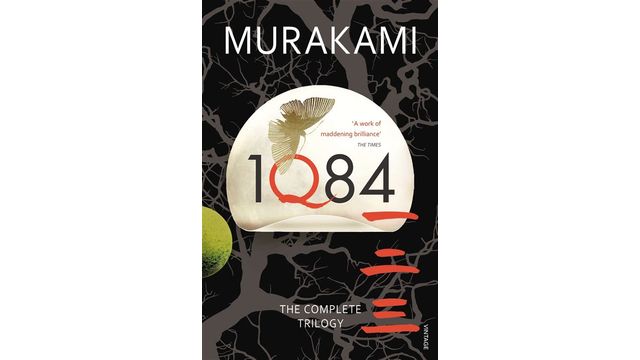 MURAKAMI
'A work of
maddening brilliance'
THE TIMES
1Q84
一
二
三
THE COMPLETE
TRILOGY
VINTAGE